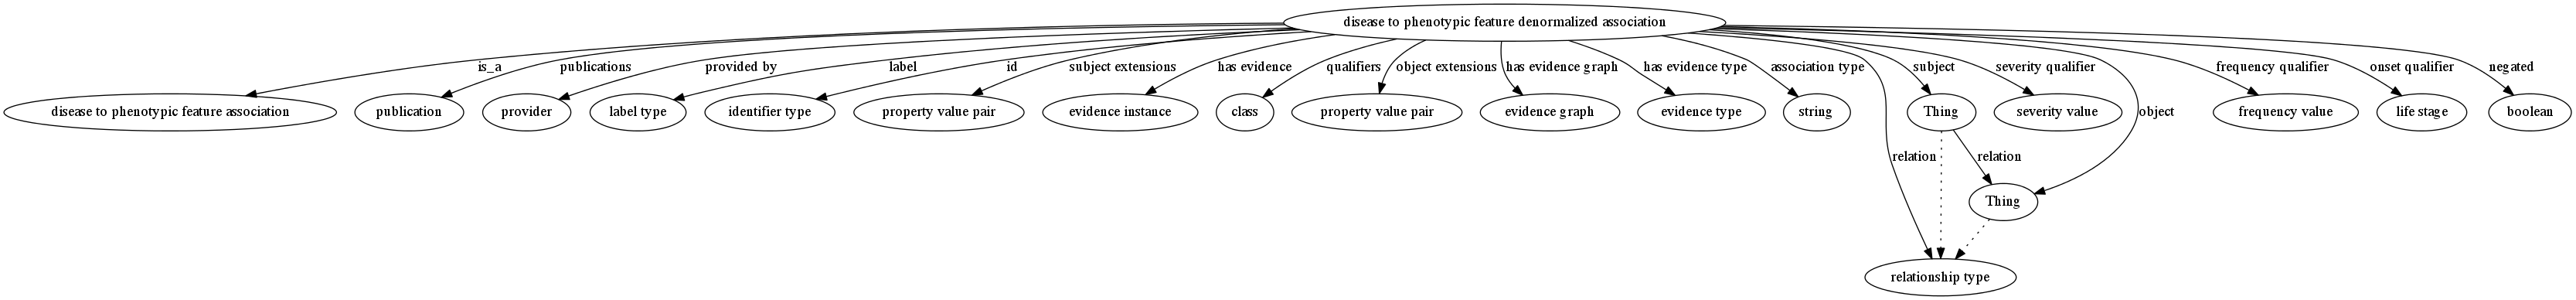 disease to phenotypic feature denormalized association
is_a
publications
provided by
label
id
subject extensions
has evidence
qualifiers
object extensions
has evidence graph
has evidence type
association type
subject
severity qualifier
frequency qualifier
onset qualifier
negated
disease to phenotypic feature association
publication
provider
label type
identifier type
property value pair
evidence instance
class
property value pair
evidence graph
evidence type
string
Thing
severity value
object
frequency value
life stage
boolean
relation
relation
Thing
relationship type